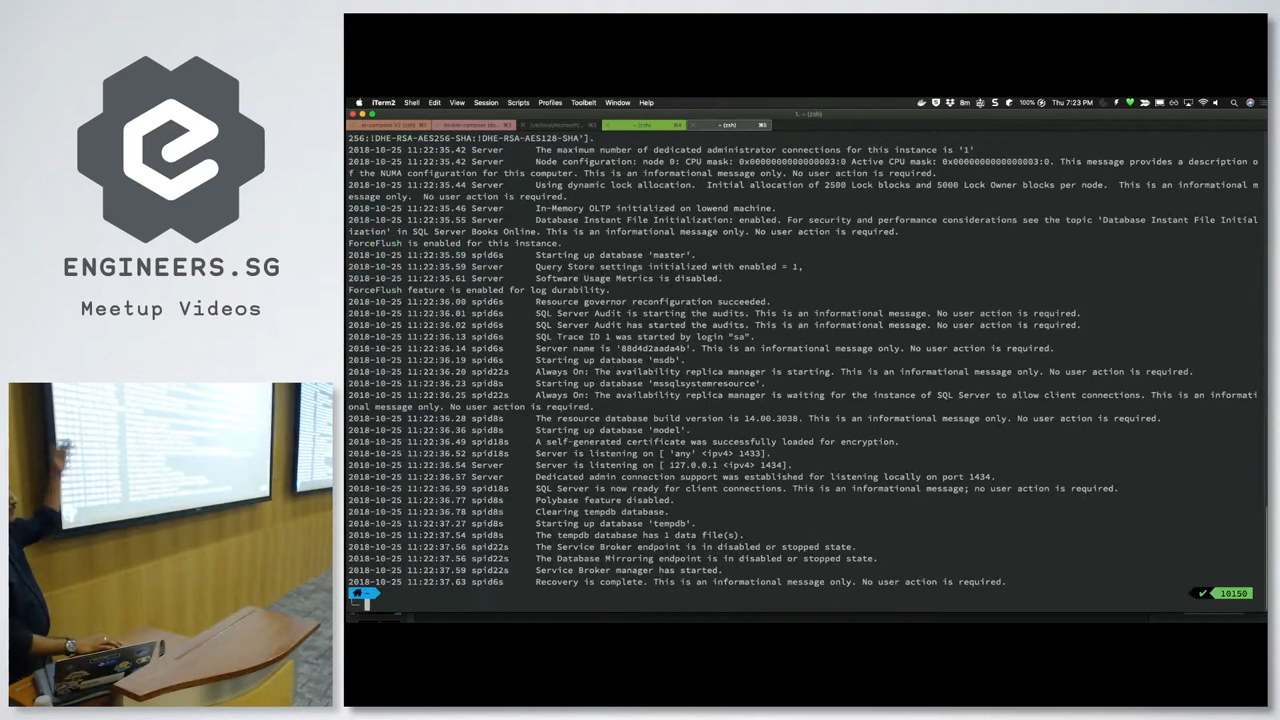 ENGINEERS.SG
Meetup Videos
iTerm2 Shell Edit View Session Scripts Profiles Toolbelt Window Help
8m 100% Thu 7:23 PM
1. ~ (zsh)
~ (zsh) ⌘4 ~ (zsh) ⌘5
256:!DHE-RSA-AES256-SHA:!DHE-RSA-AES128-SHA'].
2018-10-25 11:22:35.42 Server The maximum number of dedicated administrator connections for this instance is '1'
2018-10-25 11:22:35.42 Server Node configuration: node 0: CPU mask: 0x0000000000000003:0 Active CPU mask: 0x0000000000000003:0. This message provides a description o
f the NUMA configuration for this computer. This is an informational message only. No user action is required.
2018-10-25 11:22:35.44 Server Using dynamic lock allocation. Initial allocation of 2500 Lock blocks and 5000 Lock Owner blocks per node. This is an informational m
essage only. No user action is required.
2018-10-25 11:22:35.46 Server In-Memory OLTP initialized on lowend machine.
2018-10-25 11:22:35.55 Server Database Instant File Initialization: enabled. For security and performance considerations see the topic 'Database Instant File Initial
ization' in SQL Server Books Online. This is an informational message only. No user action is required.
ForceFlush is enabled for this instance.
2018-10-25 11:22:35.59 spid6s Starting up database 'master'.
2018-10-25 11:22:35.59 Server Query Store settings initialized with enabled = 1,
2018-10-25 11:22:35.61 Server Software Usage Metrics is disabled.
ForceFlush feature is enabled for log durability.
2018-10-25 11:22:36.00 spid6s Resource governor reconfiguration succeeded.
2018-10-25 11:22:36.01 spid6s SQL Server Audit is starting the audits. This is an informational message. No user action is required.
2018-10-25 11:22:36.02 spid6s SQL Server Audit has started the audits. This is an informational message. No user action is required.
2018-10-25 11:22:36.13 spid6s SQL Trace ID 1 was started by login "sa".
2018-10-25 11:22:36.14 spid6s Server name is '88d4d2aada4b'. This is an informational message only. No user action is required.
2018-10-25 11:22:36.19 spid6s Starting up database 'msdb'.
2018-10-25 11:22:36.20 spid22s Always On: The availability replica manager is starting. This is an informational message only. No user action is required.
2018-10-25 11:22:36.23 spid8s Starting up database 'mssqlsystemresource'.
2018-10-25 11:22:36.25 spid22s Always On: The availability replica manager is waiting for the instance of SQL Server to allow client connections. This is an informati
onal message only. No user action is required.
2018-10-25 11:22:36.28 spid8s The resource database build version is 14.00.3038. This is an informational message only. No user action is required.
2018-10-25 11:22:36.36 spid8s Starting up database 'model'.
2018-10-25 11:22:36.49 spid18s A self-generated certificate was successfully loaded for encryption.
2018-10-25 11:22:36.52 spid18s Server is listening on [ 'any' <ipv4> 1433].
2018-10-25 11:22:36.54 Server Server is listening on [ 127.0.0.1 <ipv4> 1434].
2018-10-25 11:22:36.57 Server Dedicated admin connection support was established for listening locally on port 1434.
2018-10-25 11:22:36.59 spid18s SQL Server is now ready for client connections. This is an informational message; no user action is required.
2018-10-25 11:22:36.77 spid8s Polybase feature disabled.
2018-10-25 11:22:36.78 spid8s Clearing tempdb database.
2018-10-25 11:22:37.27 spid8s Starting up database 'tempdb'.
2018-10-25 11:22:37.54 spid8s The tempdb database has 1 data file(s).
2018-10-25 11:22:37.56 spid22s The Service Broker endpoint is in disabled or stopped state.
2018-10-25 11:22:37.56 spid22s The Database Mirroring endpoint is in disabled or stopped state.
2018-10-25 11:22:37.59 spid22s Service Broker manager has started.
2018-10-25 11:22:37.63 spid6s Recovery is complete. This is an informational message only. No user action is required.
~ ✔ 10150